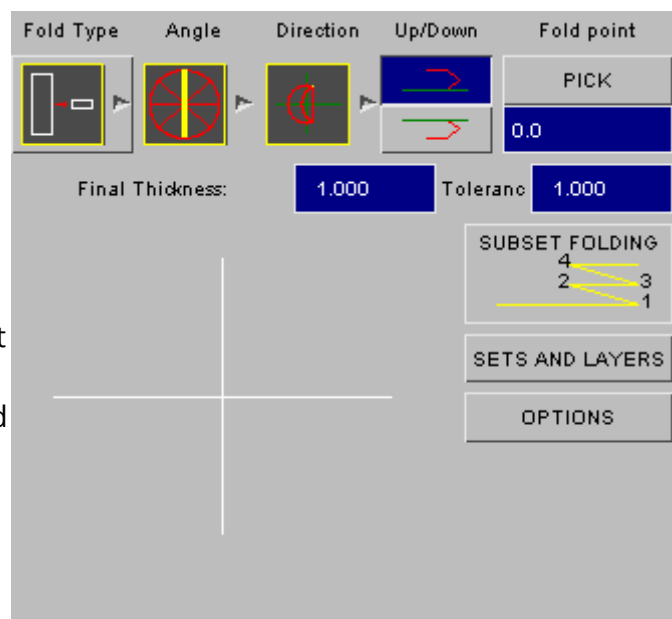 Fold Type Angle Direction Up/Down Fold point
PICK
0.0
Final Thickness: 1.000 Toleranc 1.000
SUBSET FOLDING
4
2 3
1
t
SETS AND LAYERS
d
OPTIONS